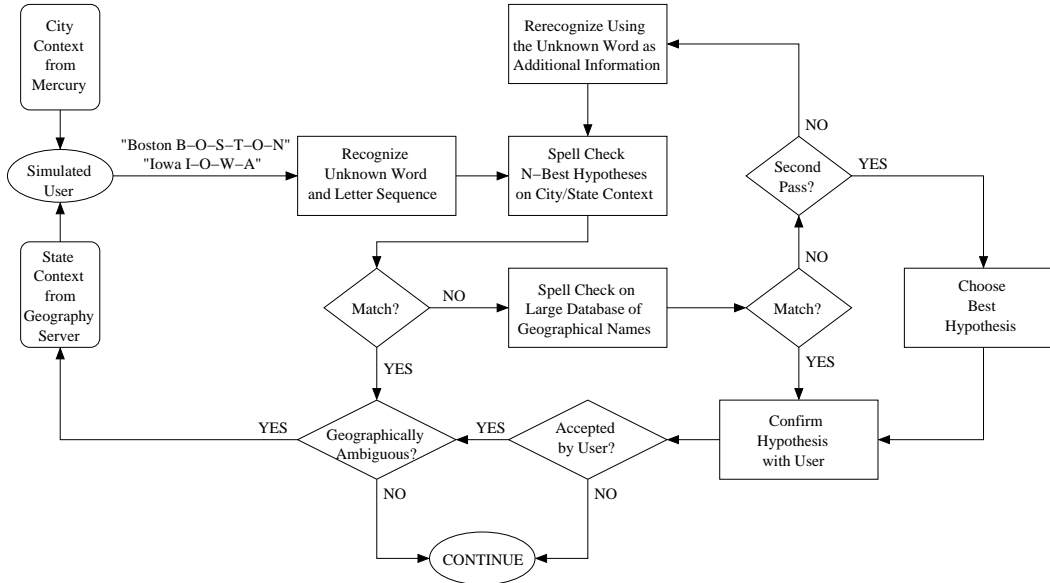 City
Context
from
Mercury
Rerecognize Using
the Unknown Word as
Additional Information
"Boston B−O−S−T−O−N"
"Iowa I−O−W−A"
Simulated
User
Recognize
Unknown Word
and Letter Sequence
Spell Check
N−Best Hypotheses
on City/State Context
NO
Second
Pass?
YES
State
Context
from
Geography
Server
Match?
NO
Spell Check on
Large Database of
Geographical Names
NO
Match?
Choose
Best
Hypothesis
YES
YES
YES
Geographically
Ambiguous?
YES
Accepted
by User?
Confirm
Hypothesis
with User
NO
NO
CONTINUE